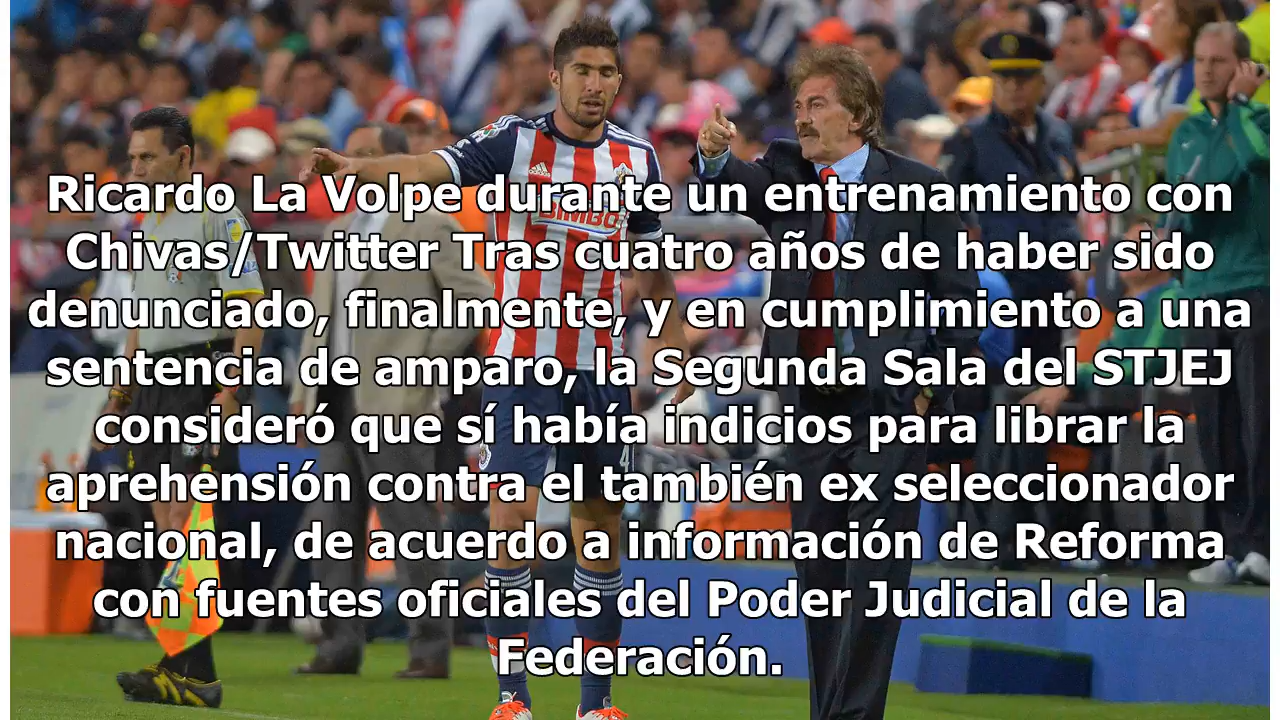 Ricardo La Volpe durante un entrenamiento con
Chivas/Twitter Tras cuatro años de haber sido
denunciado, finalmente, y en cumplimiento a una
sentencia de amparo, la Segunda Sala del STJEJ
consideró que sí había indicios para librar la
aprehensión contra el también ex seleccionador
nacional, de acuerdo a información de Reforma
con fuentes oficiales del Poder Judicial de la
Federación.
BIMBO
4